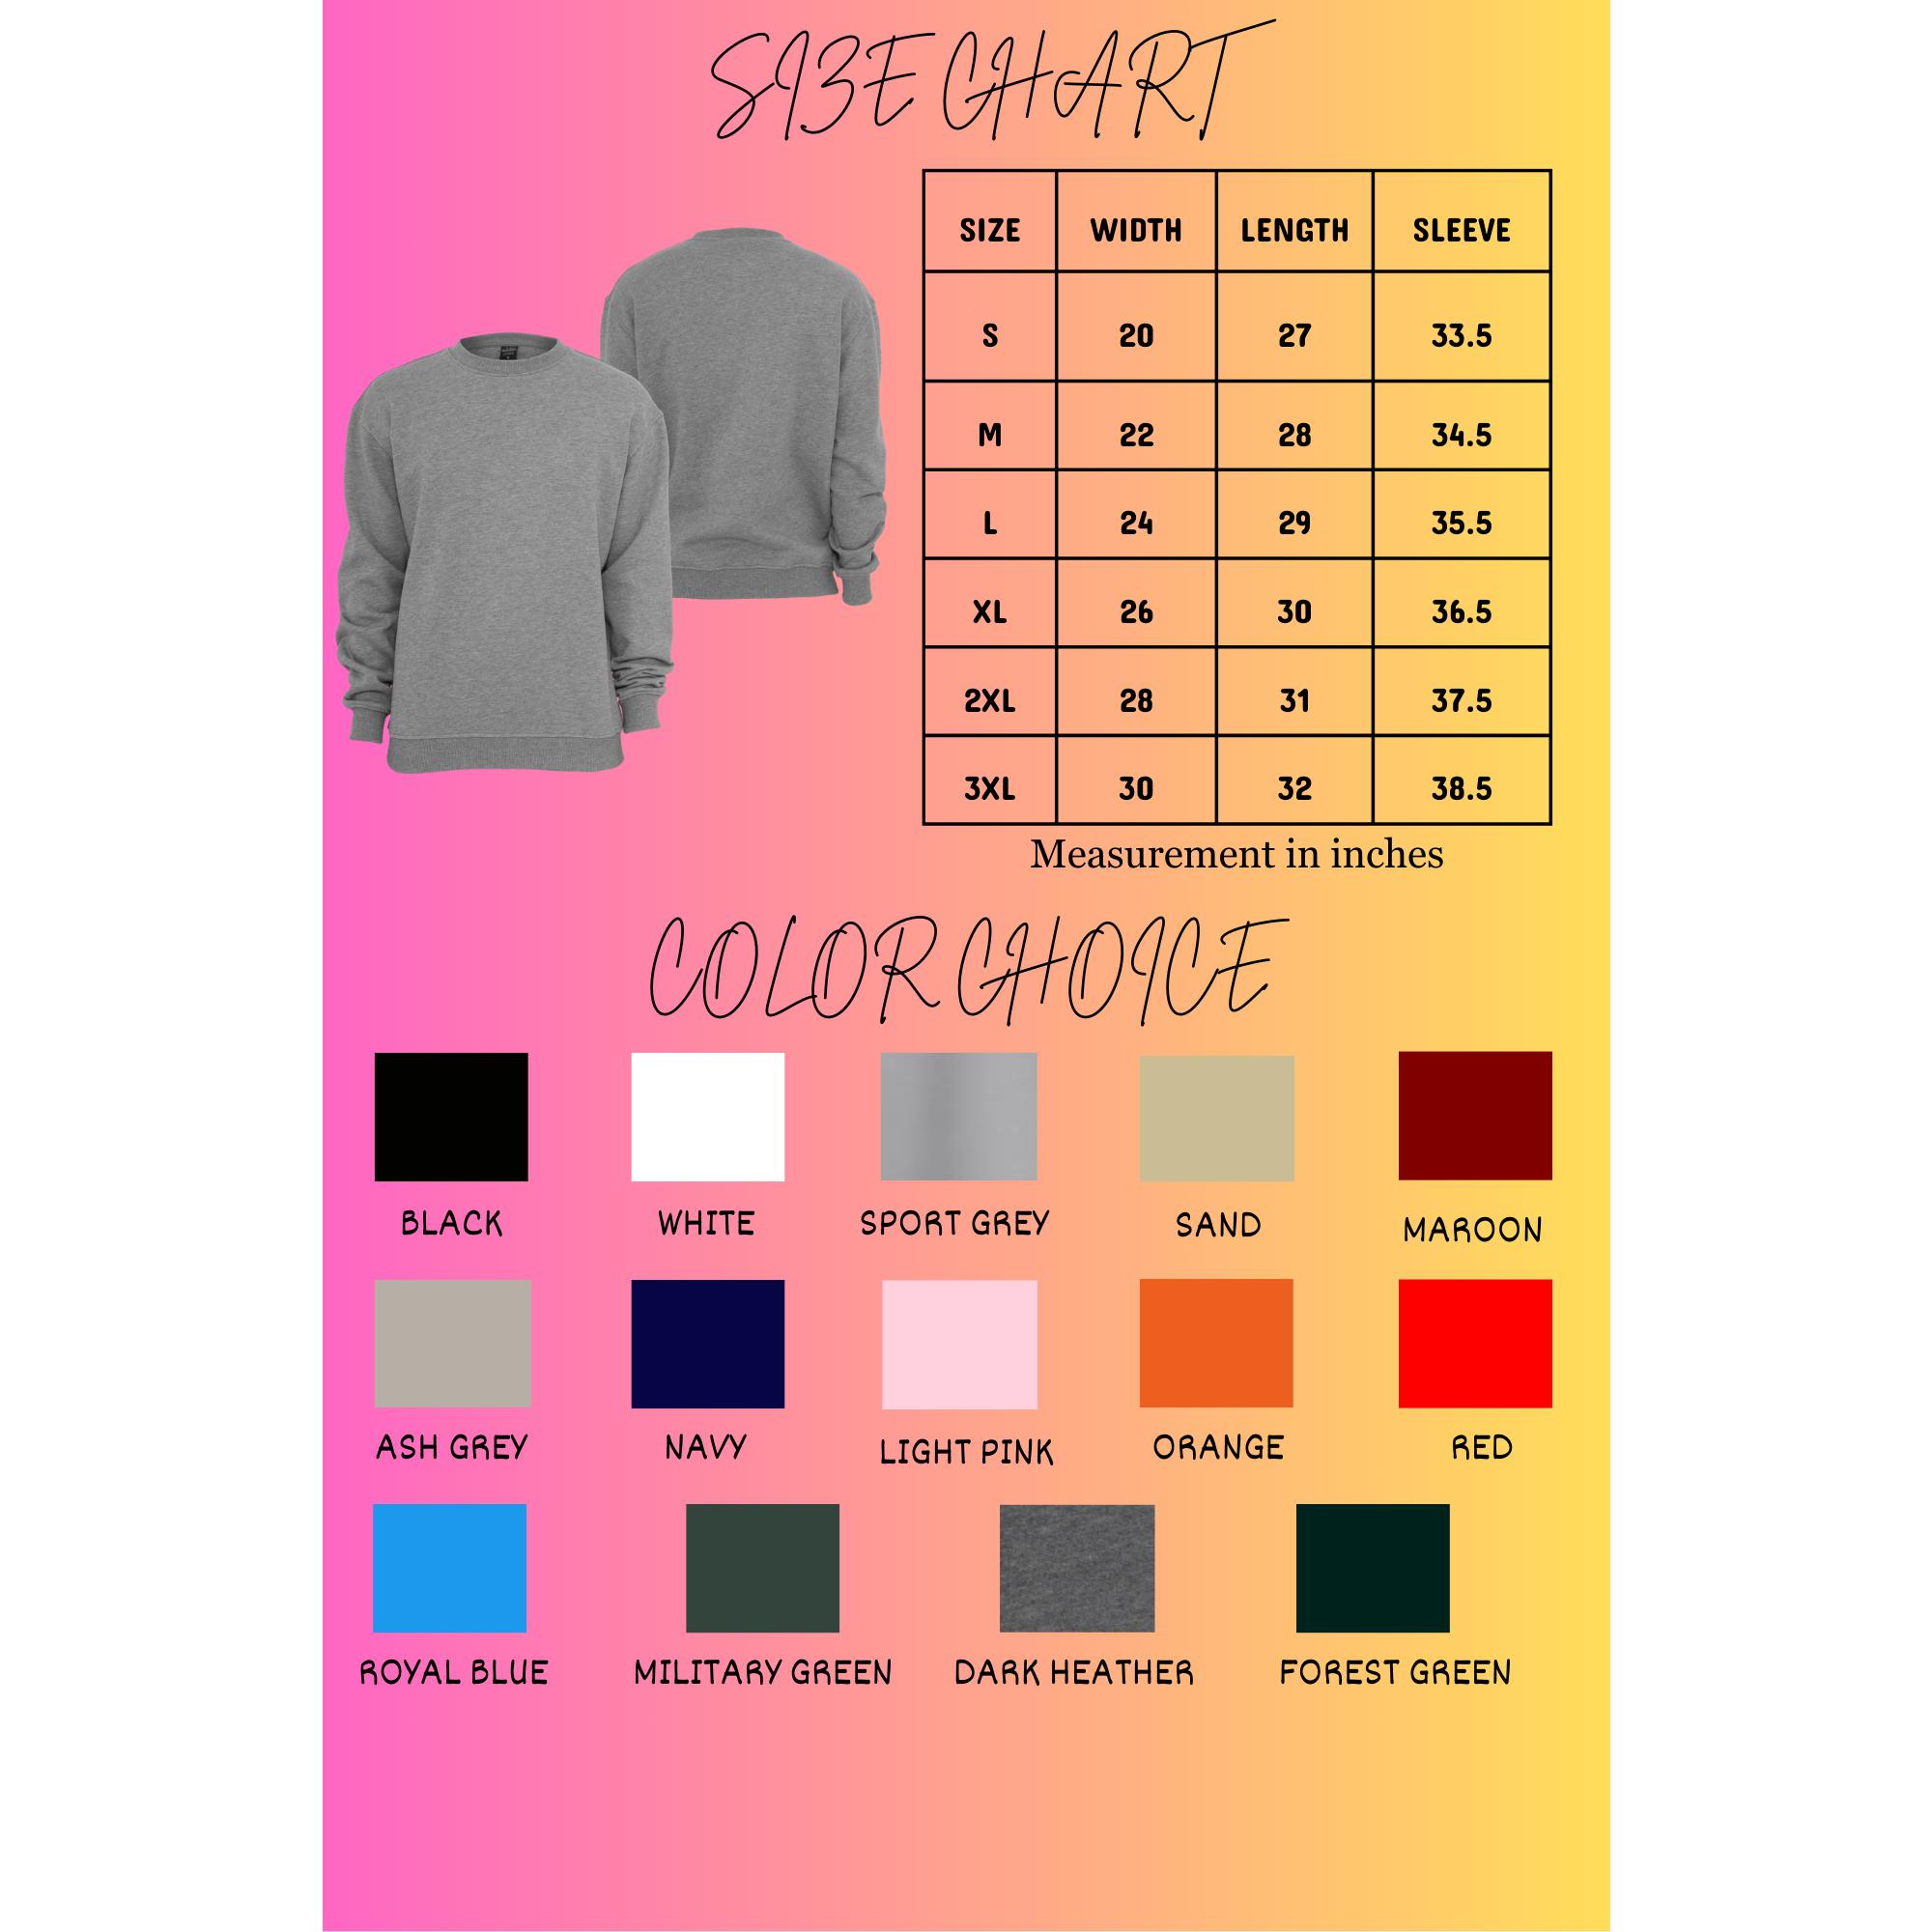 SIZE CHART
SIZE WIDTH LENGTH SLEEVE
S 20 27 33.5
M 22 28 34.5
L 24 29 35.5
XL 26 30 36.5
2XL 28 31 37.5
3XL 30 32 38.5
Measurement in inches
COLOR CHOICE
BLACK WHITE SPORT GREY SAND MAROON
ASH GREY NAVY LIGHT PINK ORANGE RED
ROYAL BLUE MILITARY GREEN DARK HEATHER FOREST GREEN